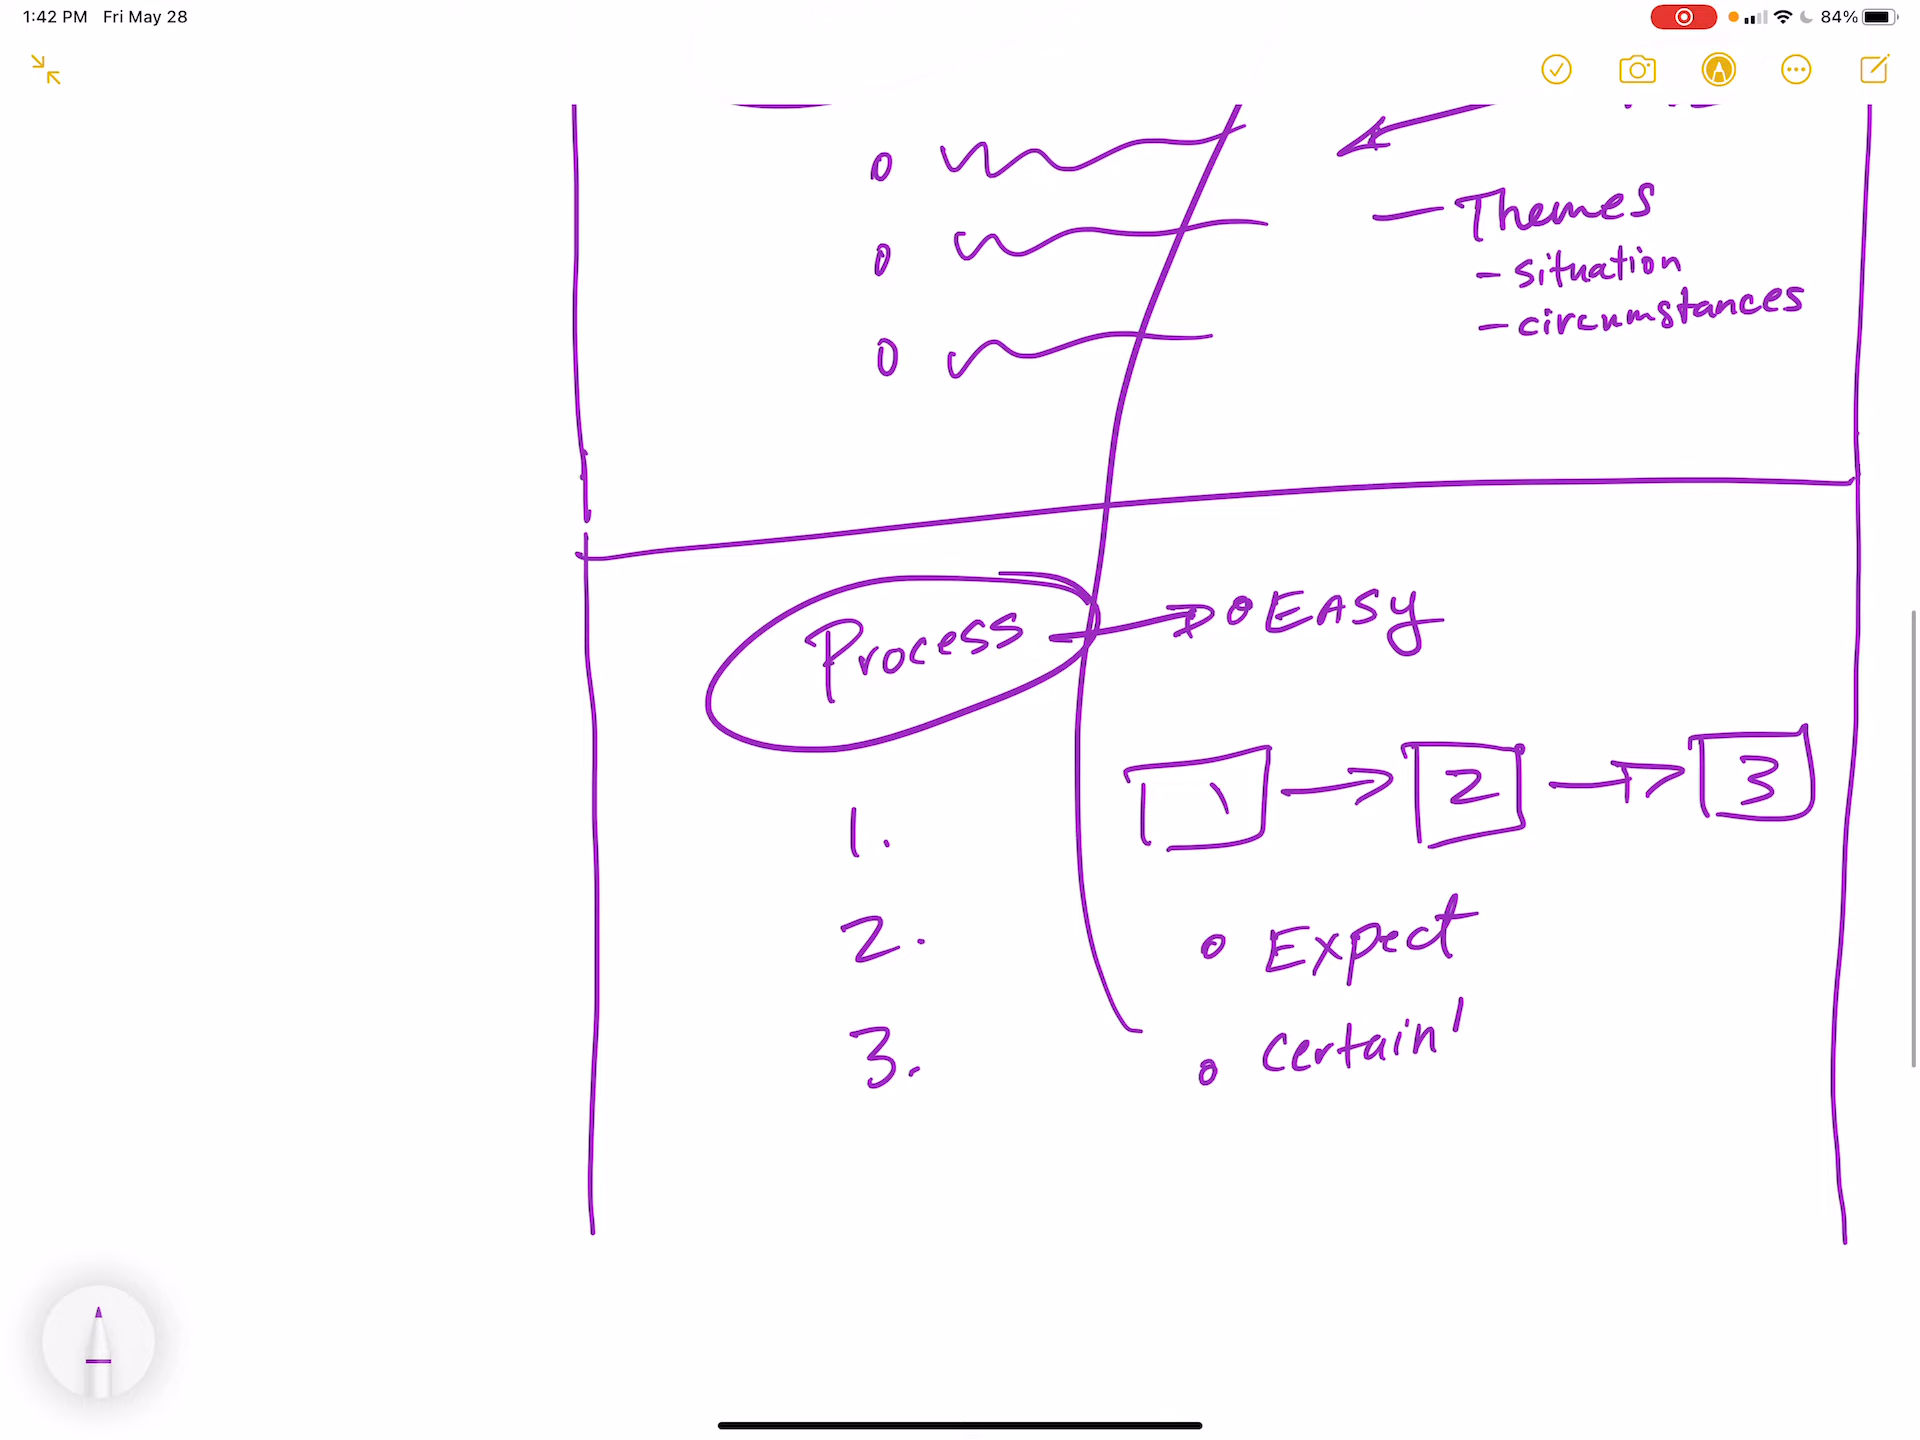 1:42 PM Fri May 28
84%
Themes
- situation
- circumstances
Process
• EASY
1 → 2 → 3
1.
2.
• Expect
3.
• certain